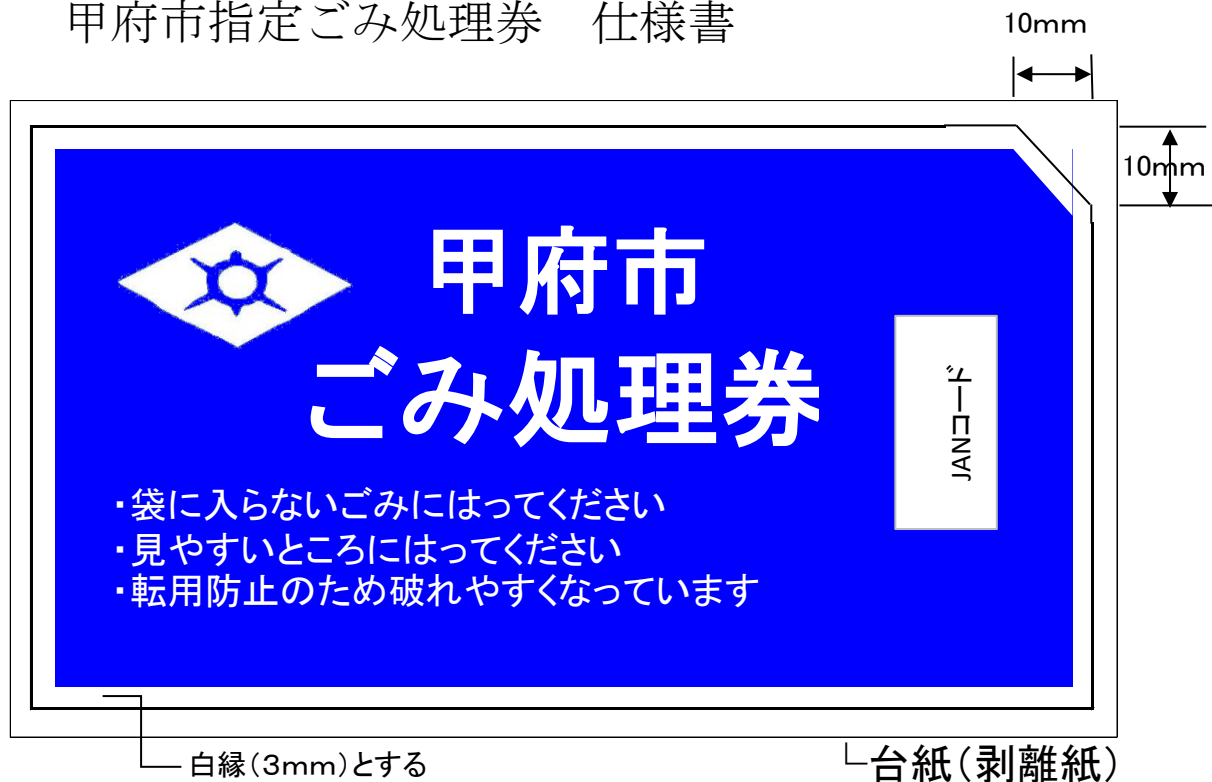 甲府市指定ごみ処理券　仕様書
10mm
10mm
甲府市
ごみ処理券
JANコード
・袋に入らないごみにはってください
・見やすいところにはってください
・転用防止のため破れやすくなっています
白縁(3mm)とする
台紙(剥離紙)